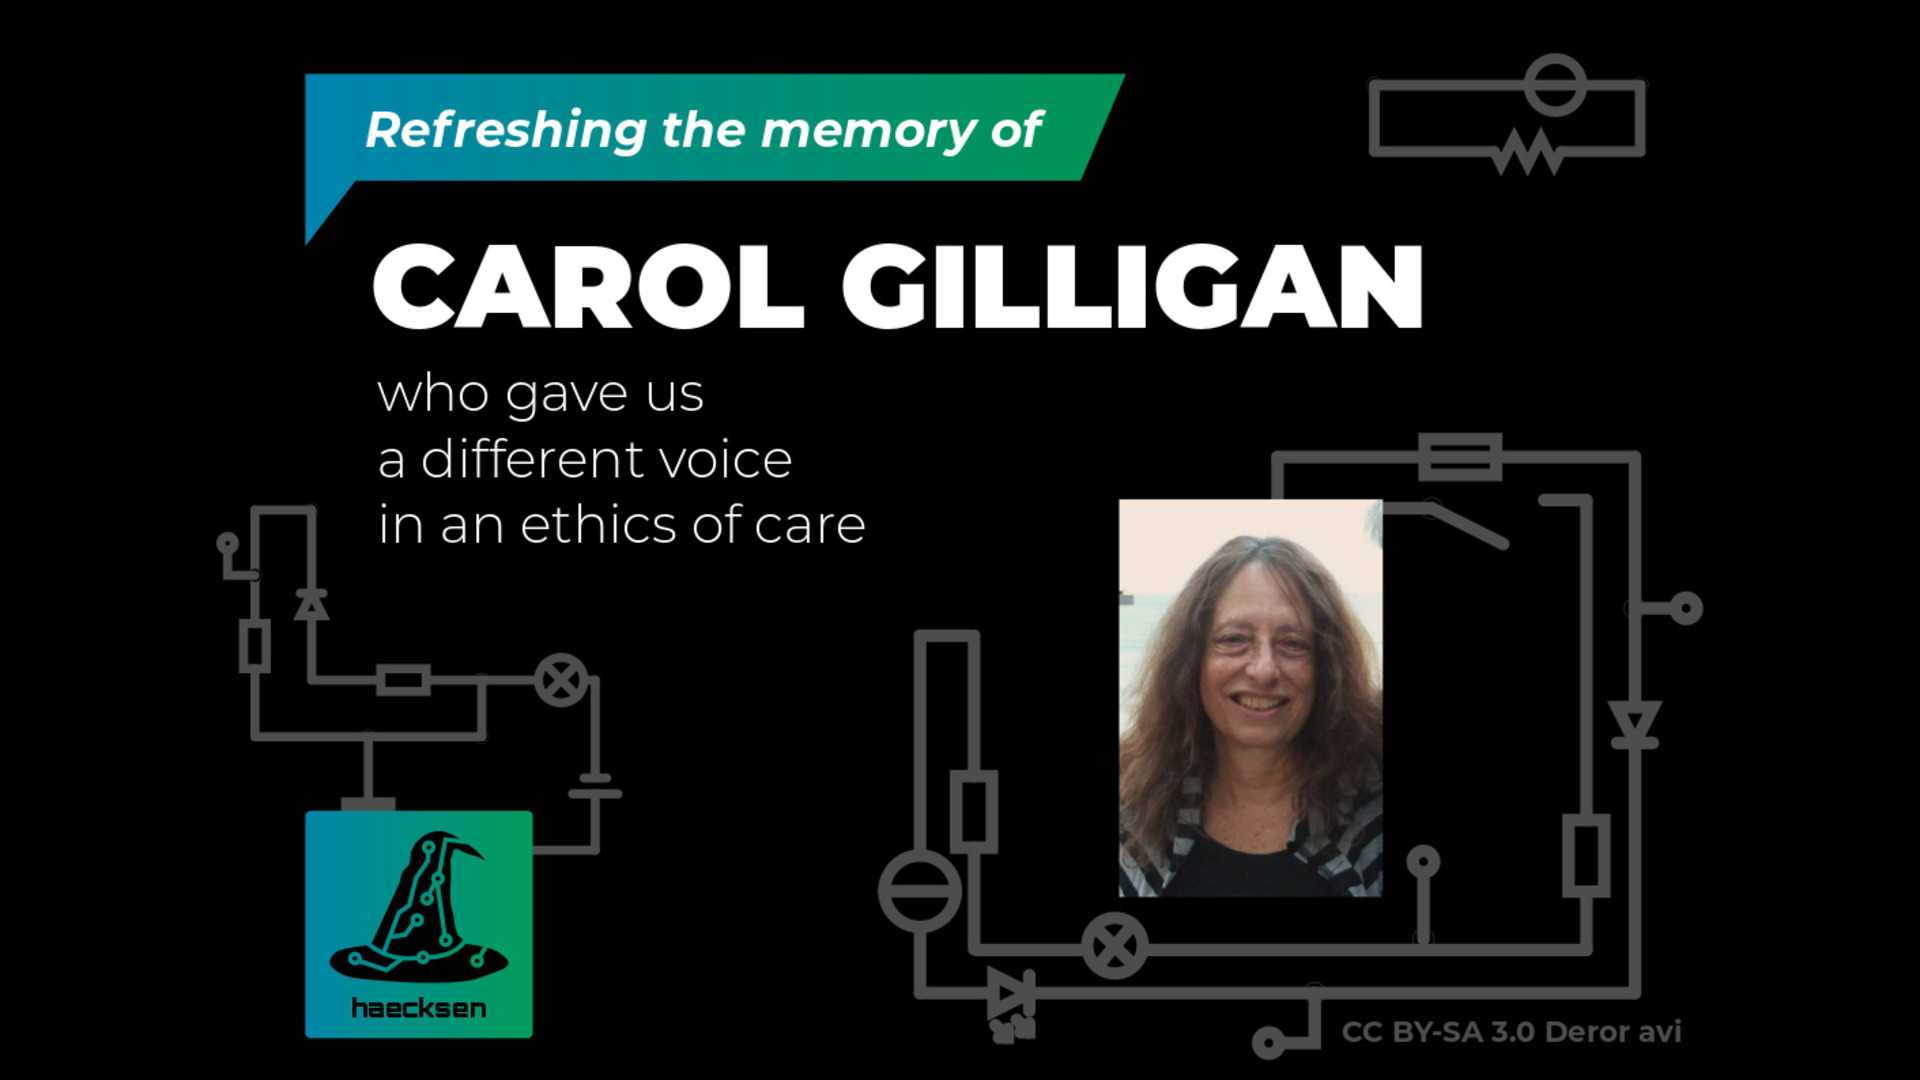 Refreshing the memory of
CAROL GILLIGAN
who gave us
a different voice
in an ethics of care
haecksen
CC BY-SA 3.0 Deror avi